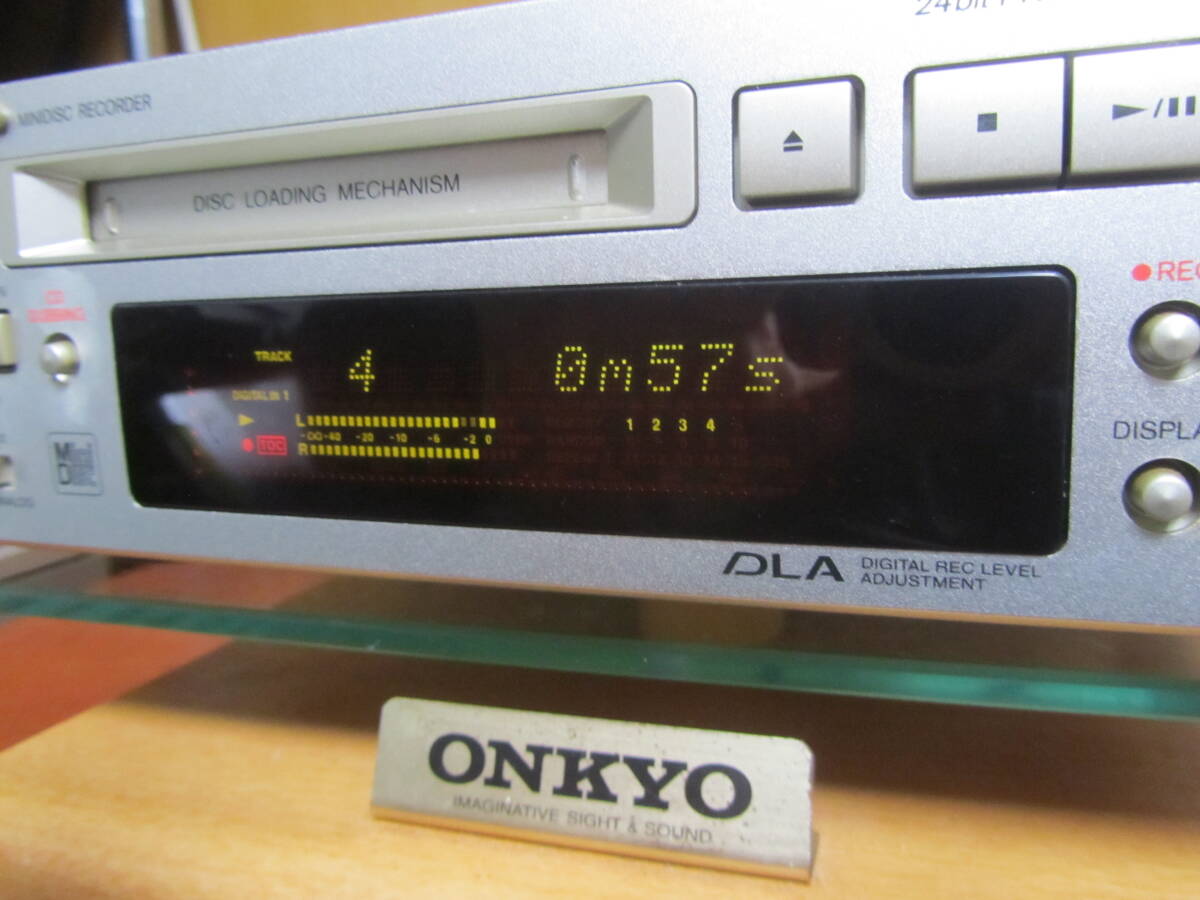 24bit
MINIDISC RECORDER
DISC LOADING MECHANISM
REC
CD
DUBBING
TRACK 4 0m57s
DIGITAL IN 1
L
-∞ -40 -20 -10 -6 -2 0
TOC
R
1 2 3 4
DISPLA
DLA DIGITAL REC LEVEL
ADJUSTMENT
ONKYO
IMAGINATIVE SIGHT & SOUND